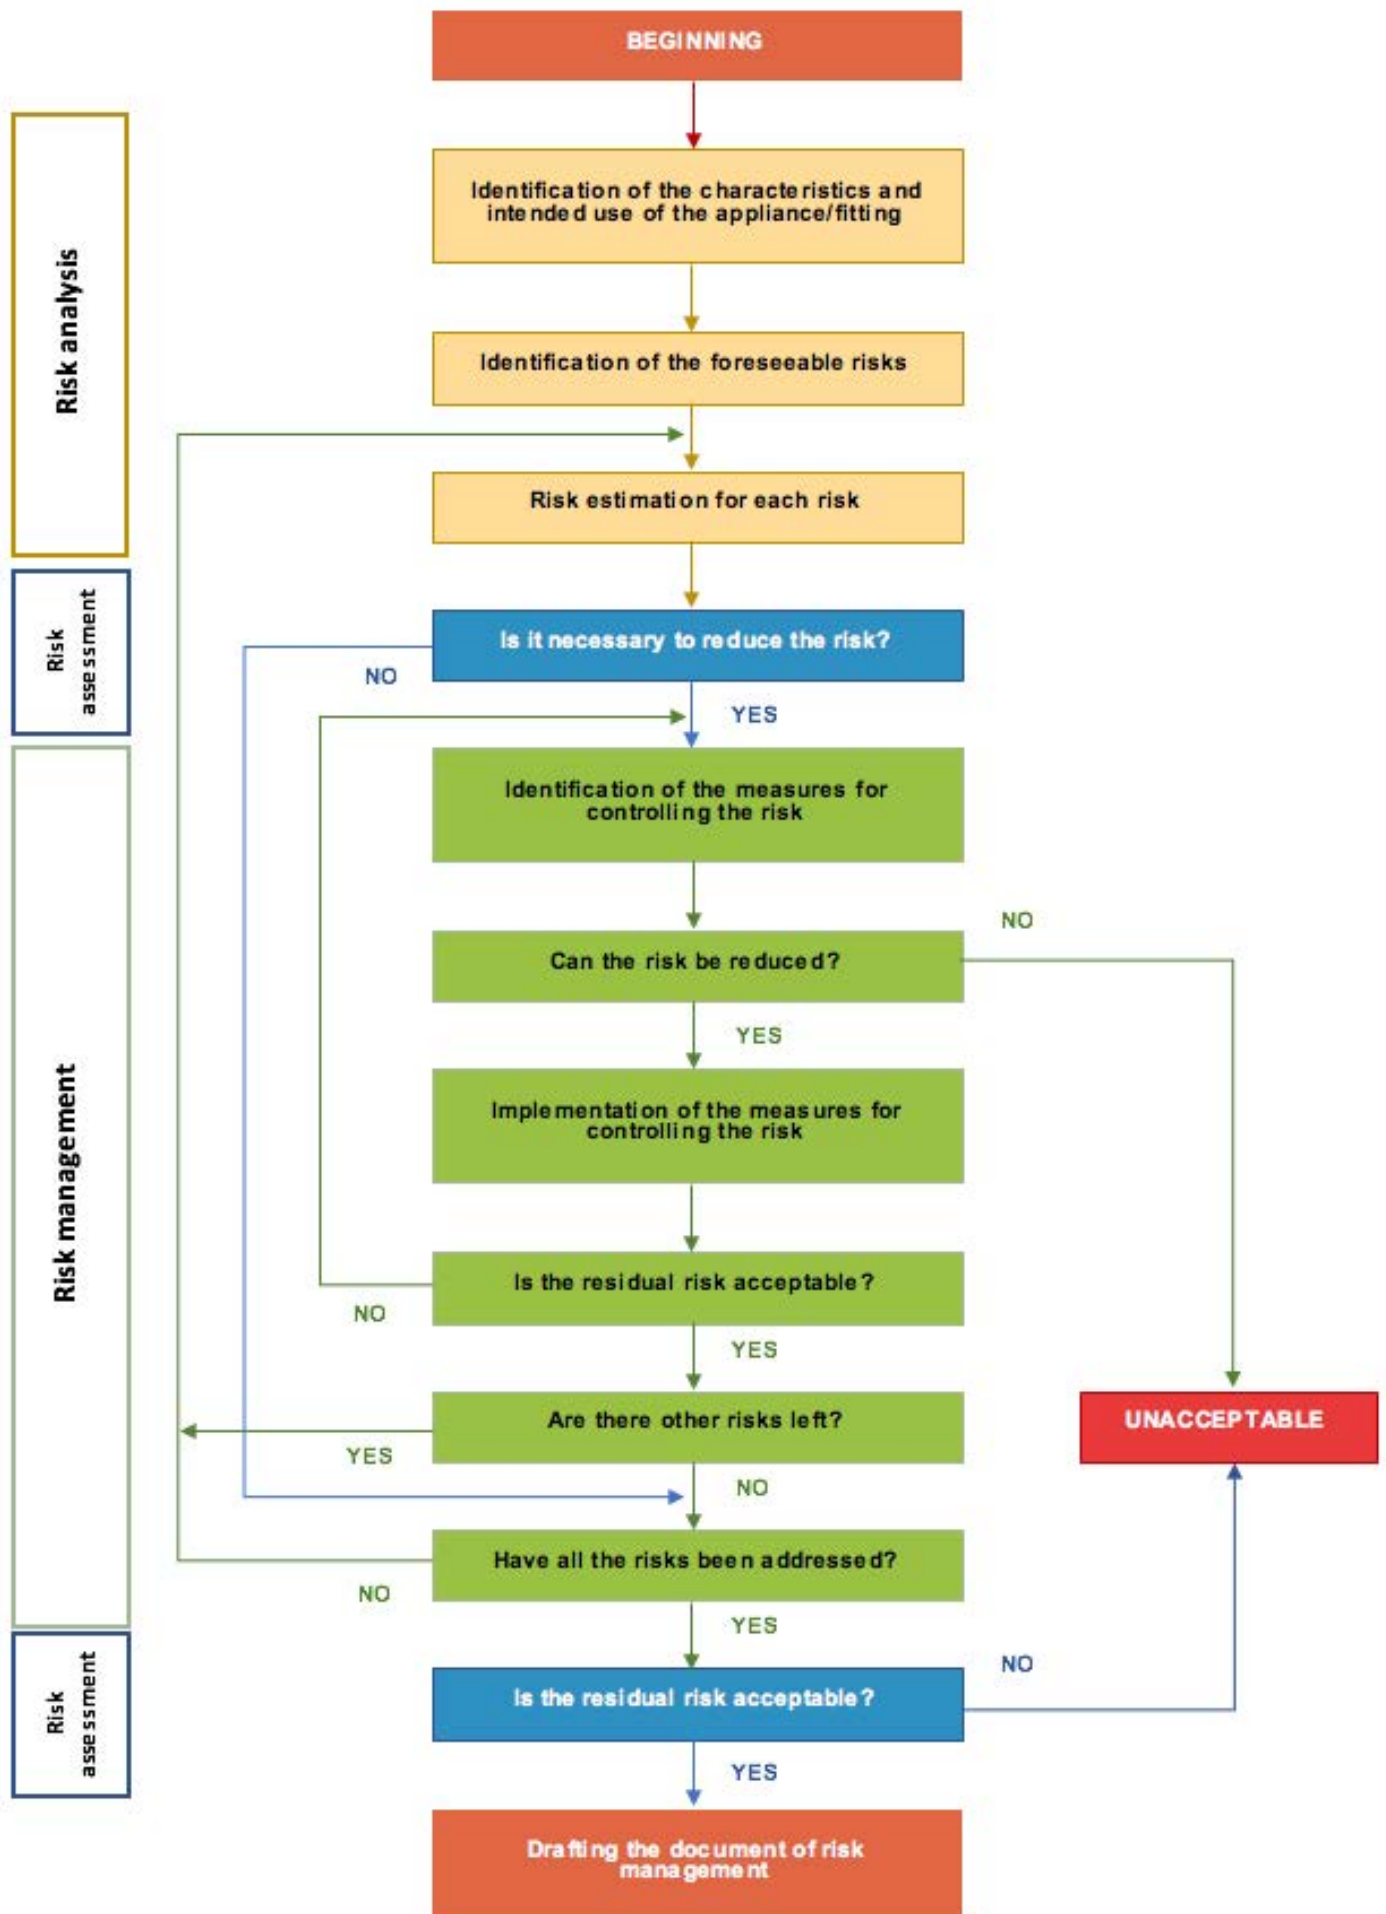 BEGINNING
Risk analysis
Identification of the characteristics and
intended use of the appliance/fitting
Identification of the foreseeable risks
Risk estimation for each risk
Risk
assessment
Is it necessary to reduce the risk?
NO
YES
Risk management
Identification of the measures for
controlling the risk
Can the risk be reduced?
NO
YES
Implementation of the measures for
controlling the risk
Is the residual risk acceptable?
NO
YES
Are there other risks left?
YES
NO
UNACCEPTABLE
Have all the risks been addressed?
NO
YES
Risk
assessment
Is the residual risk acceptable?
NO
YES
Drafting the document of risk
management